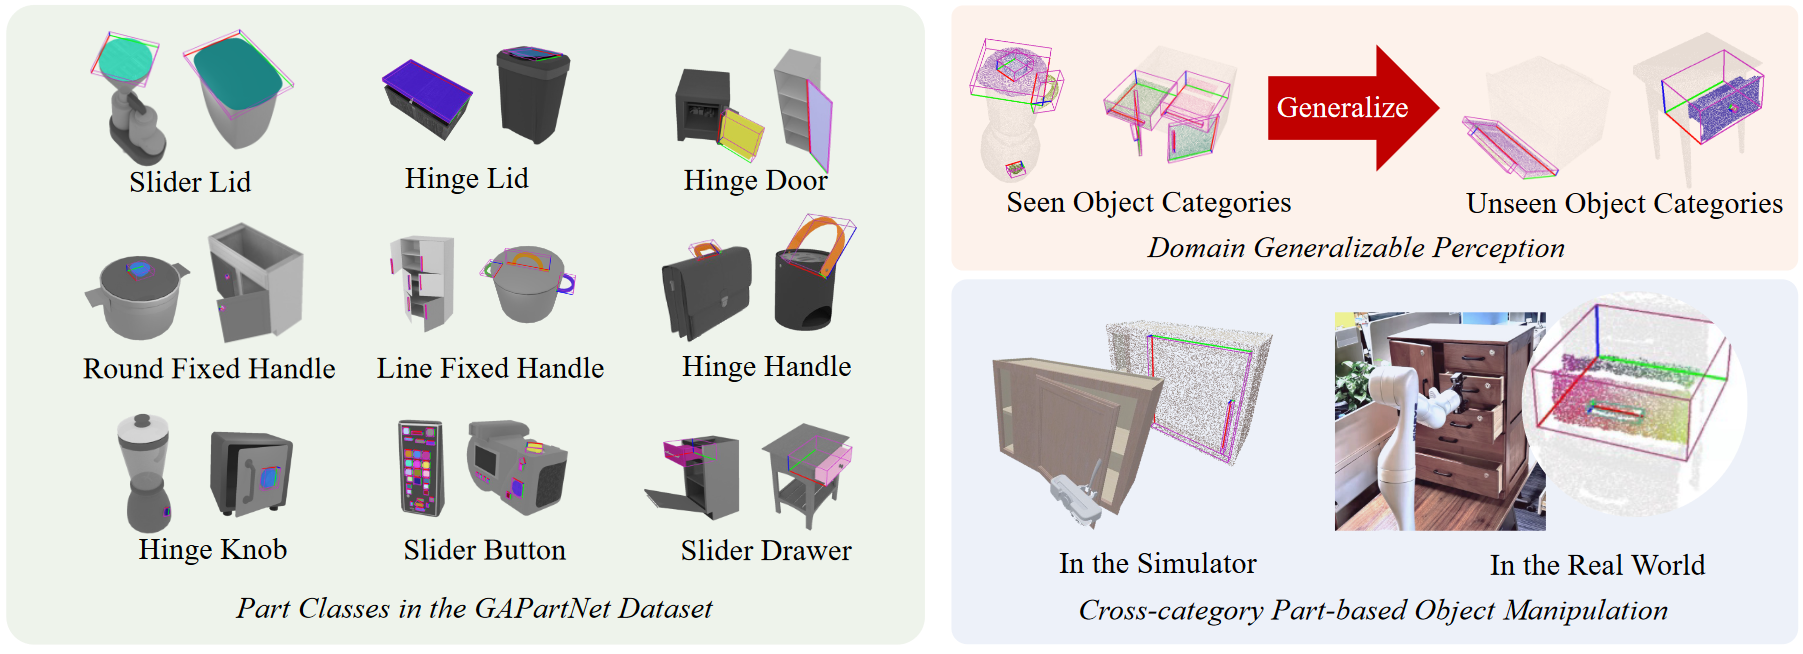 Slider Lid
Hinge Lid
Hinge Door
Round Fixed Handle
Line Fixed Handle
Hinge Handle
Hinge Knob
Slider Button
Slider Drawer
Part Classes in the GAPartNet Dataset
Generalize
Seen Object Categories
Unseen Object Categories
Domain Generalizable Perception
In the Simulator
In the Real World
Cross-category Part-based Object Manipulation